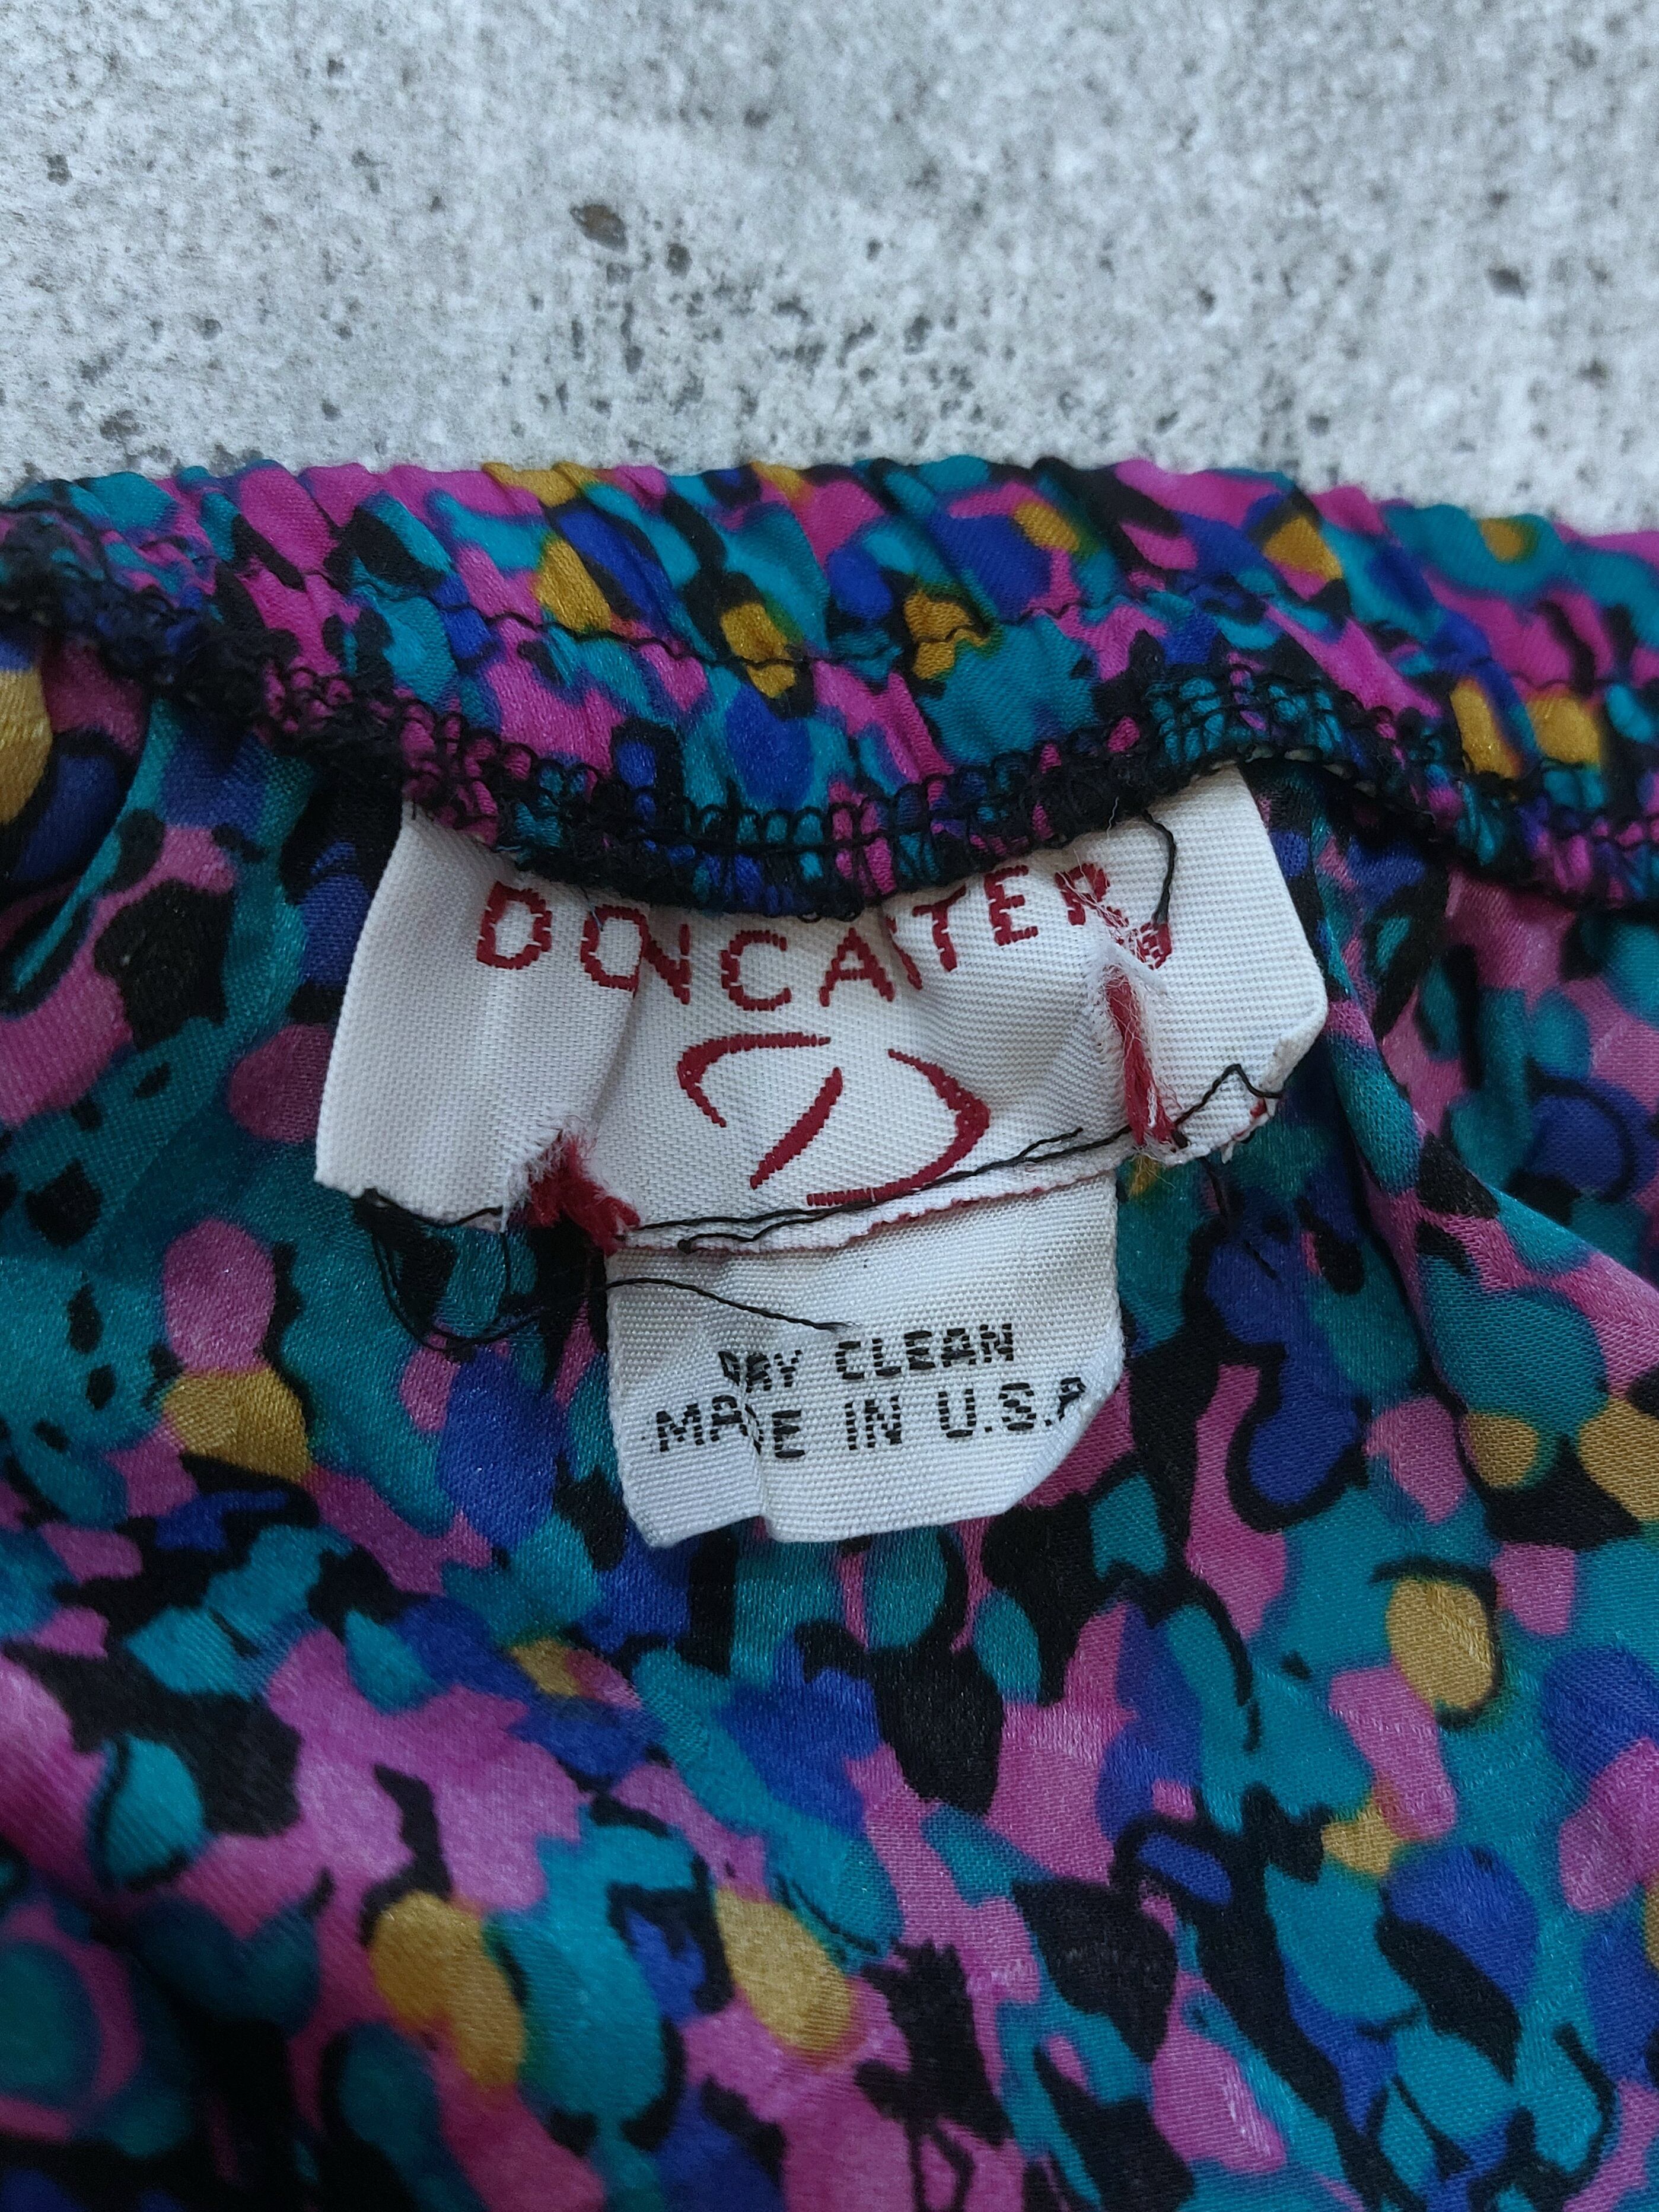 DONCASTER
D
DRY CLEAN
MADE IN U.S.A